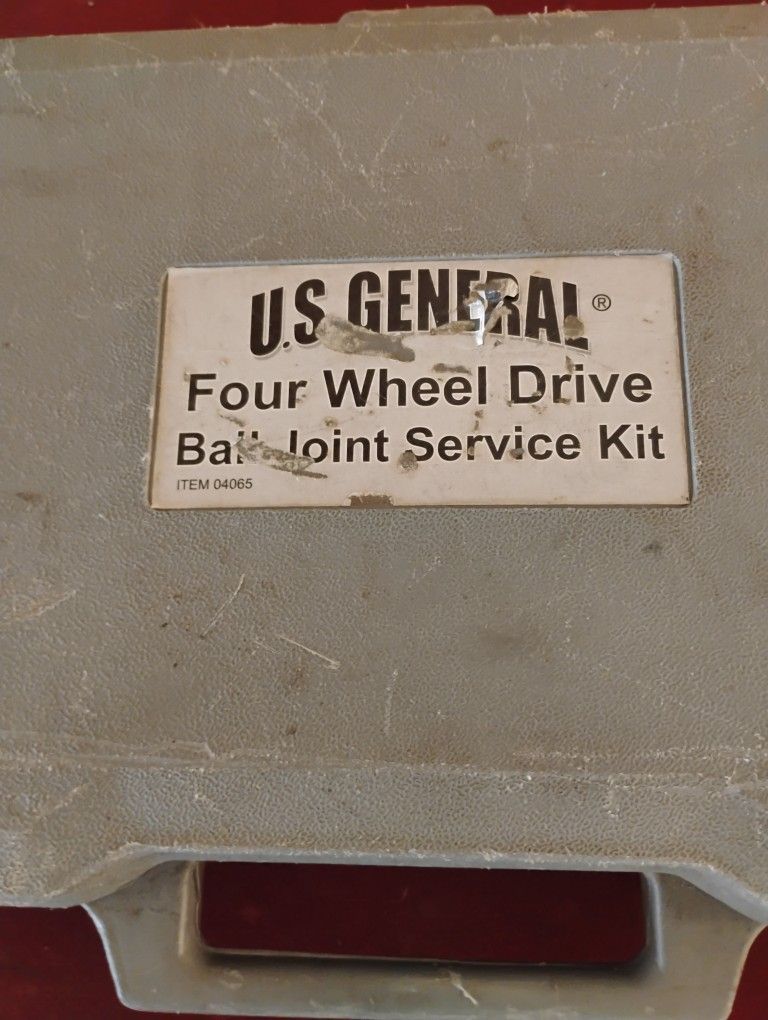 U.S GENERAL ®
Four Wheel Drive
Ball Joint Service Kit
ITEM 04065